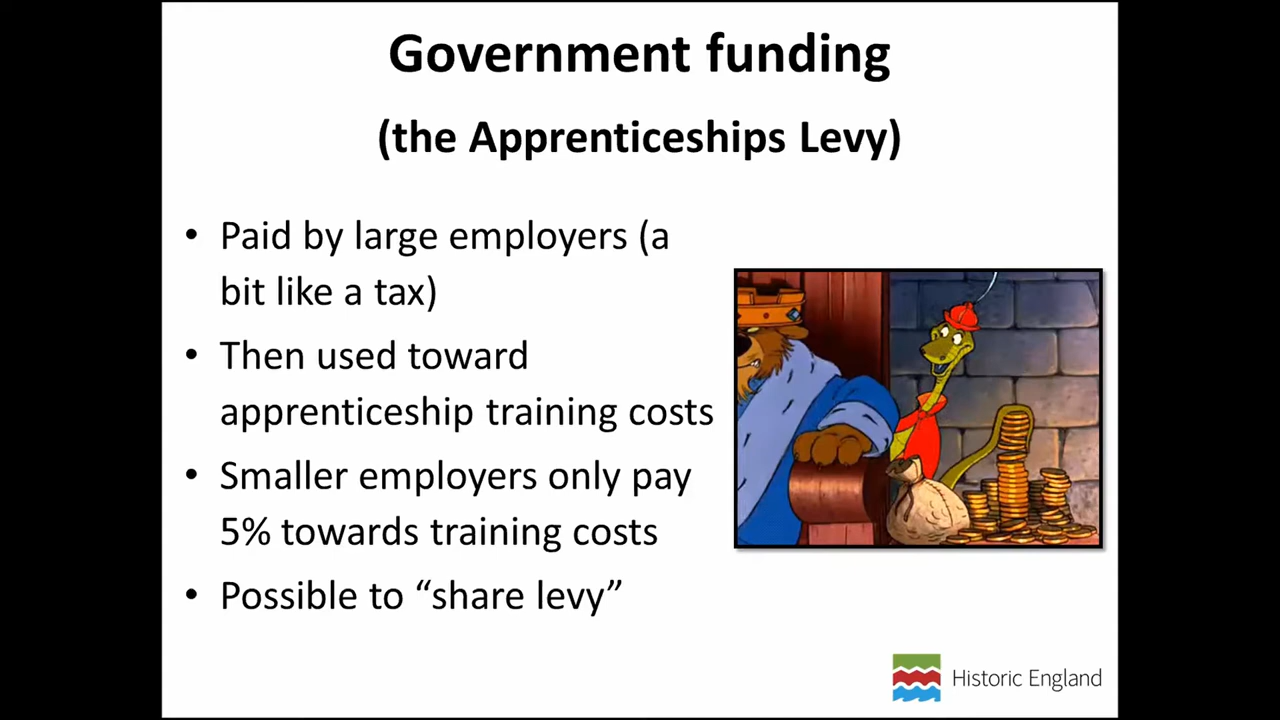 Government funding
(the Apprenticeships Levy)
• Paid by large employers (a
bit like a tax)
• Then used toward
apprenticeship training costs
• Smaller employers only pay
5% towards training costs
• Possible to “share levy”
Historic England